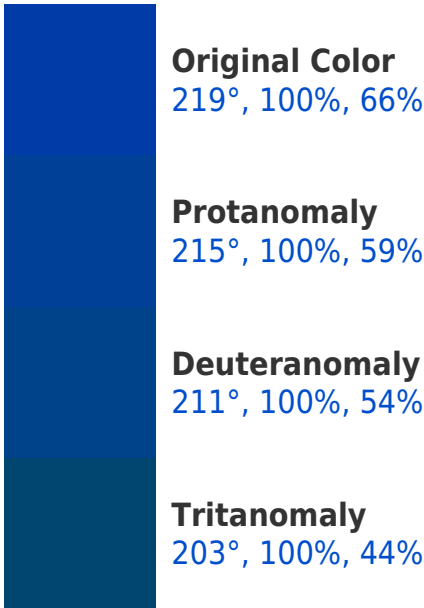 Original Color
219°, 100%, 66%
Protanomaly
215°, 100%, 59%
Deuteranomaly
211°, 100%, 54%
Tritanomaly
203°, 100%, 44%